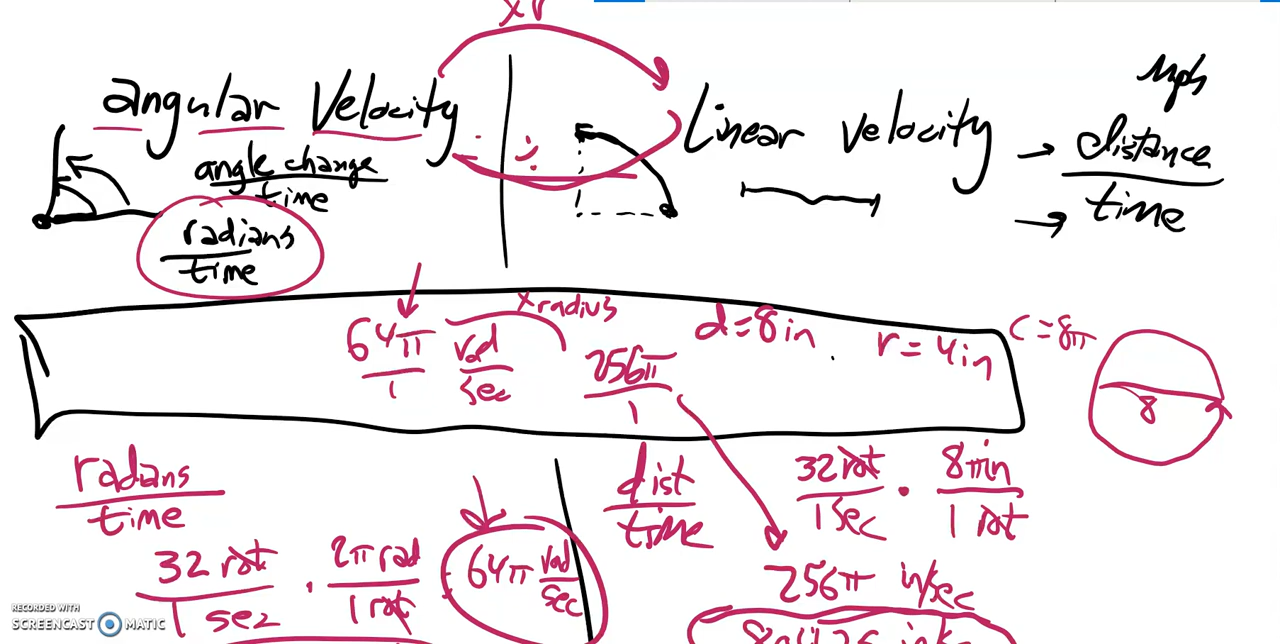 xr
angular Velocity
Linear velocity
mph
distance
time
angle change
time
radians
time
64π
1
rad
sec
x radius
256π
1
d = 8 in
r = 4 in
C = 8π
8
radians
time
dist
time
32 rot
1 sec
·
8π in
1 rot
32 rot
1 sec
·
2π rad
1 rot
64π rad
sec
256π in/sec
RECORDED WITH
SCREENCAST MATIC